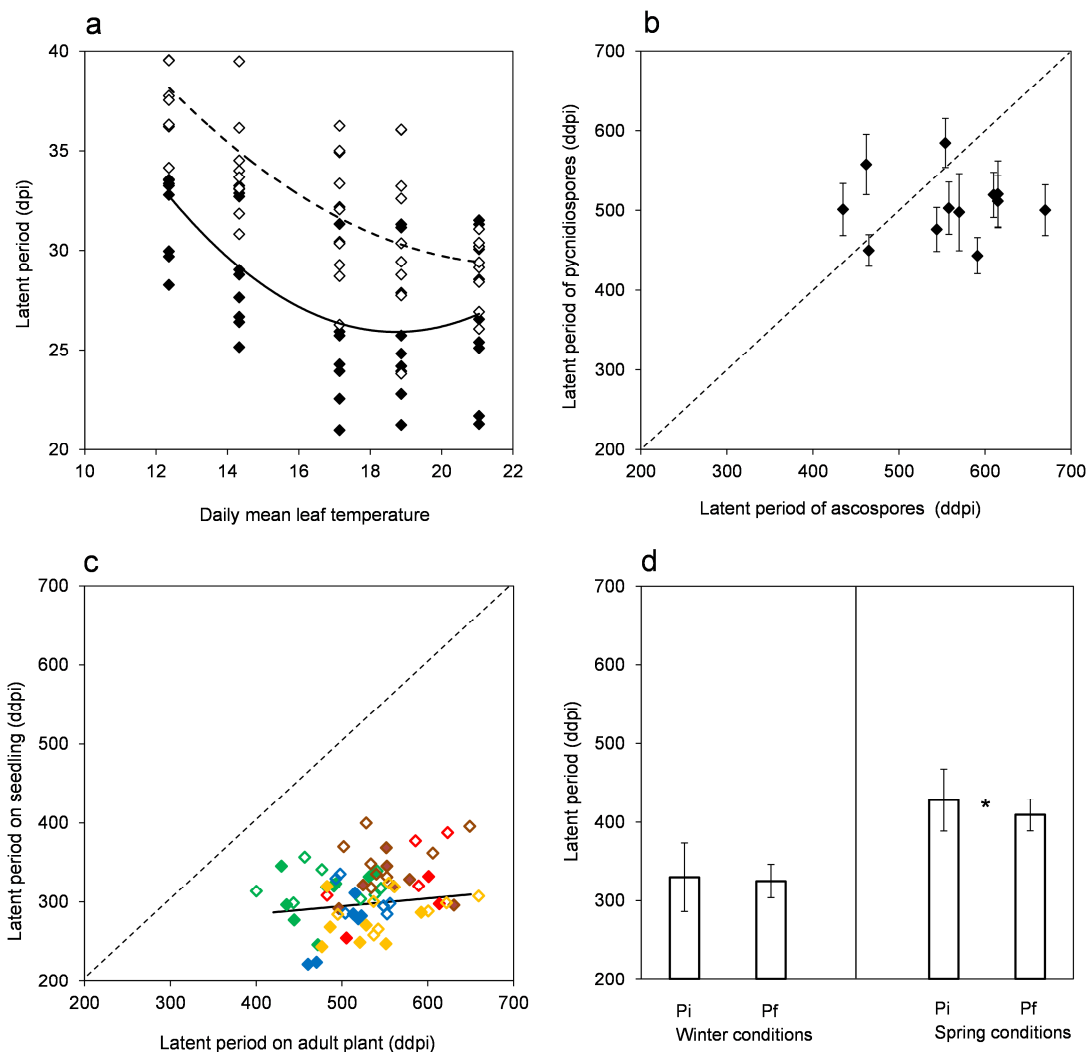 a
40
35
30
25
20
10 12 14 16 18 20 22
Latent period (dpi)
Daily mean leaf temperature
b
700
600
500
400
300
200
200 300 400 500 600 700
Latent period of pycnidiospores (ddpi)
Latent period of ascospores (ddpi)
c
700
600
500
400
300
200
200 300 400 500 600 700
Latent period on seedling (ddpi)
Latent period on adult plant (ddpi)
d
700
600
500
400
300
200
Latent period (ddpi)
*
Pi Pf Pi Pf
Winter conditions Spring conditions